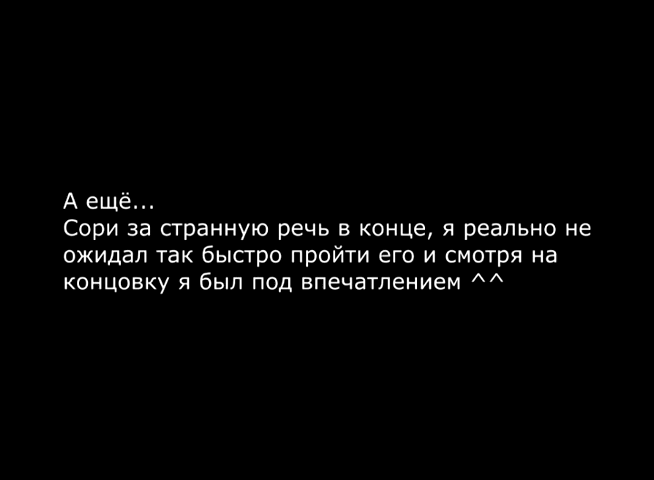 А ещё...
Сори за странную речь в конце, я реально не
ожидал так быстро пройти его и смотря на
концовку я был под впечатлением ^^